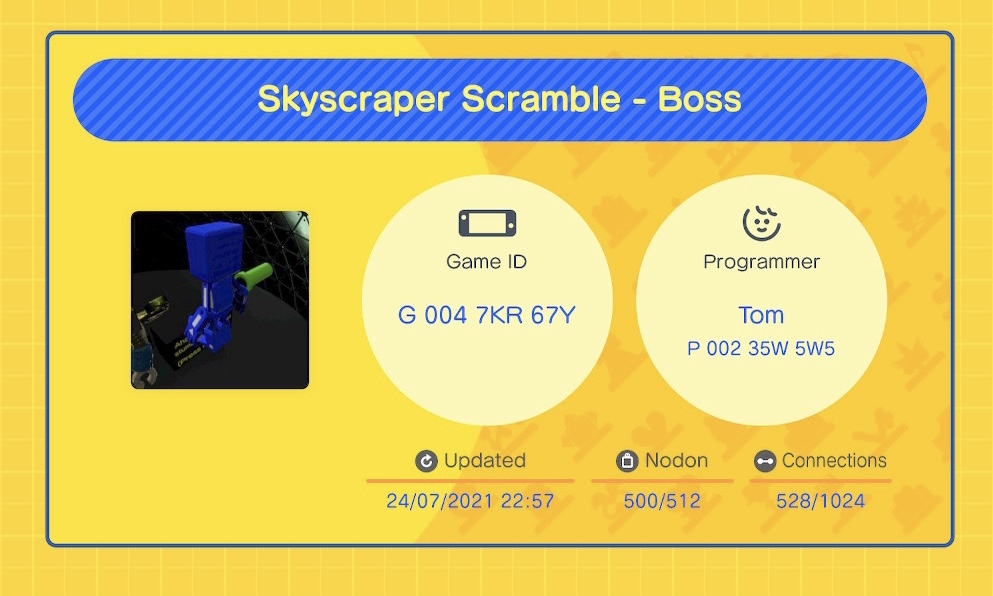 Skyscraper Scramble - Boss
Game ID
G 004 7KR 67Y
Programmer
Tom
P 002 35W 5W5
Updated
24/07/2021 22:57
Nodon
500/512
Connections
528/1024